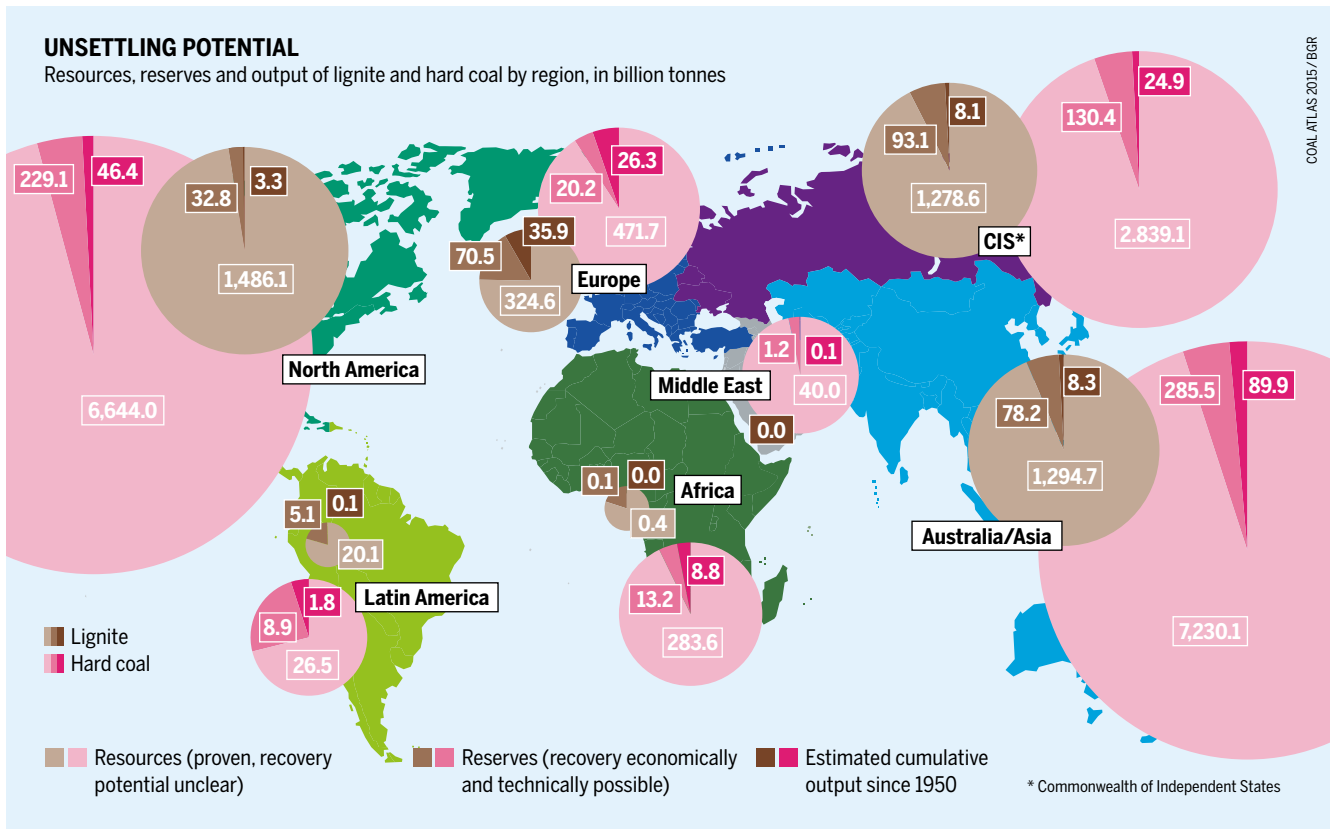 UNSETTLING POTENTIAL
Resources, reserves and output of lignite and hard coal by region, in billion tonnes
COAL ATLAS 2015 / BGR
229.1
46.4
6,644.0
32.8
3.3
1,486.1
North America
20.2
26.3
471.7
70.5
35.9
324.6
Europe
93.1
8.1
1,278.6
CIS*
130.4
24.9
2.839.1
1.2
0.1
40.0
Middle East
0.0
0.1
0.0
0.4
Africa
13.2
8.8
283.6
5.1
0.1
20.1
Latin America
8.9
1.8
26.5
78.2
8.3
1,294.7
Australia/Asia
285.5
89.9
7,230.1
Lignite
Hard coal
Resources (proven, recovery
potential unclear)
Reserves (recovery economically
and technically possible)
Estimated cumulative
output since 1950
* Commonwealth of Independent States